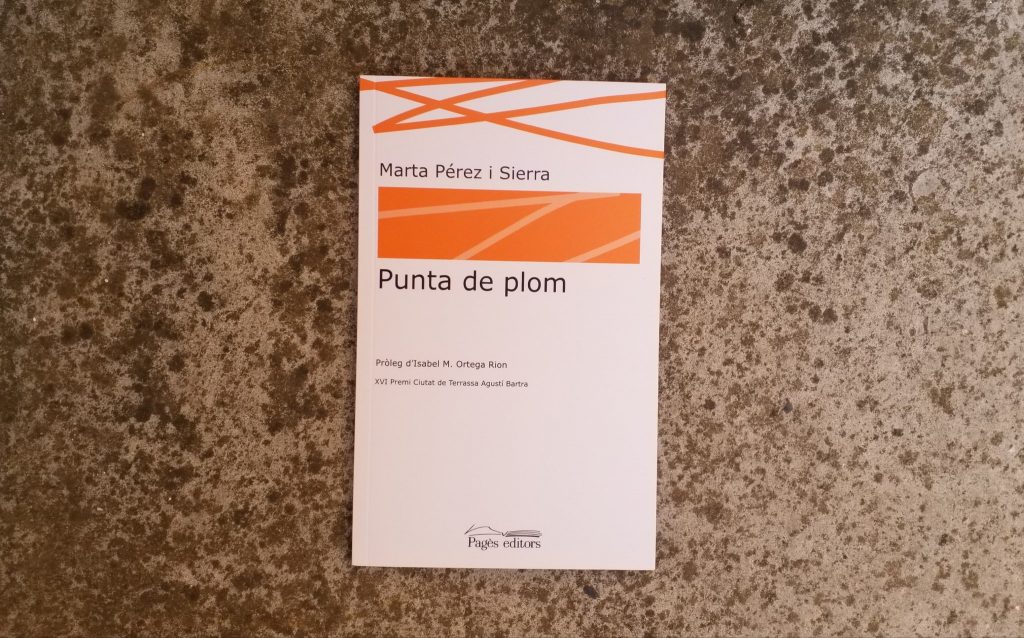 Marta Pérez i Sierra
Punta de plom
Pròleg d'Isabel M. Ortega Rion
XVI Premi Ciutat de Terrassa Agustí Bartra
Pagès editors